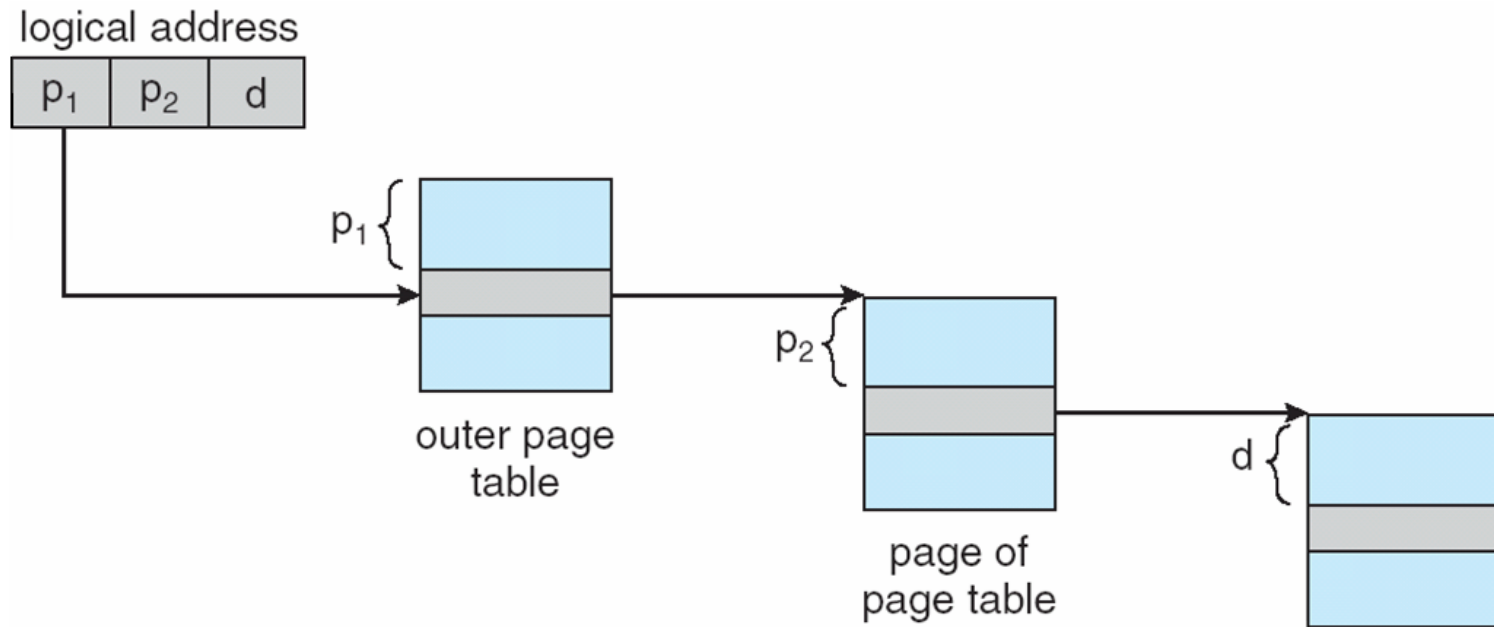 logical address
p₁ p₂ d
p₁
outer page
table
p₂
page of
page table
d